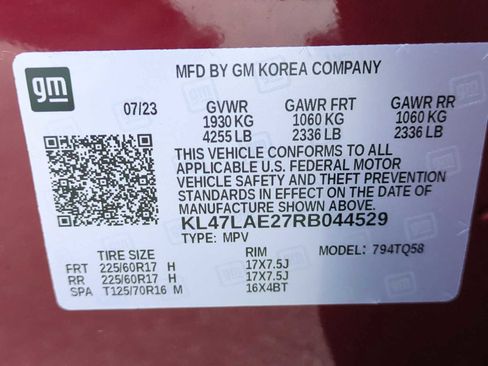 gm
MFD BY GM KOREA COMPANY
07/23 GVWR GAWR FRT GAWR RR
1930 KG 1060 KG 1060 KG
4255 LB 2336 LB 2336 LB
THIS VEHICLE CONFORMS TO ALL
APPLICABLE U.S. FEDERAL MOTOR
VEHICLE SAFETY AND THEFT PREVENTION
STANDARDS IN EFFECT ON THE DATE OF
MANUFACTURE SHOWN ABOVE.
KL47LAE27RB044529
TYPE: MPV MODEL: 794TQ58
TIRE SIZE RIM
FRT 225/60R17 H 17X7.5J
RR 225/60R17 H 17X7.5J
SPA T125/70R16 M 16X4BT